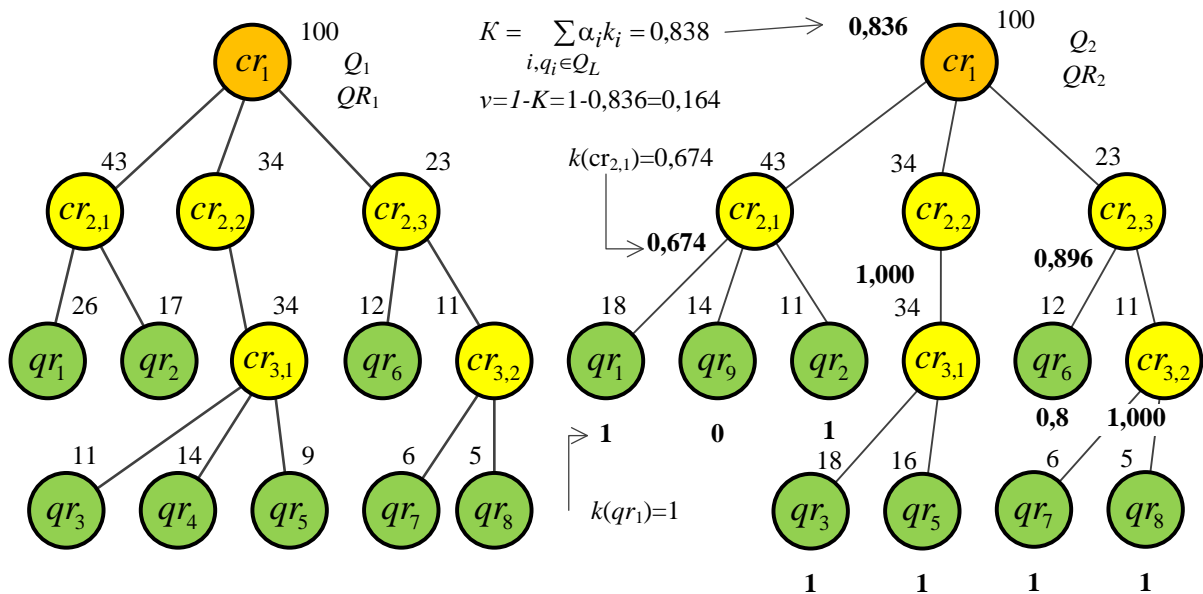 100
K = ∑ αᵢkᵢ = 0,838
i,qᵢ∈Q_L
0,836
100
Q₁
QR₁
Q₂
QR₂
cr₁
cr₁
ν=1-K=1-0,836=0,164
43
34
23
k(cr₂,₁)=0,674
43
34
23
cr₂,₁
cr₂,₂
cr₂,₃
cr₂,₁
cr₂,₂
cr₂,₃
0,674
1,000
0,896
26
17
34
12
11
18
14
11
34
12
11
qr₁
qr₂
cr₃,₁
qr₆
cr₃,₂
qr₁
qr₉
qr₂
cr₃,₁
qr₆
cr₃,₂
1
0
1
0,8
1,000
11
14
9
6
5
18
16
6
5
qr₃
qr₄
qr₅
qr₇
qr₈
k(qr₁)=1
qr₃
qr₅
qr₇
qr₈
1
1
1
1